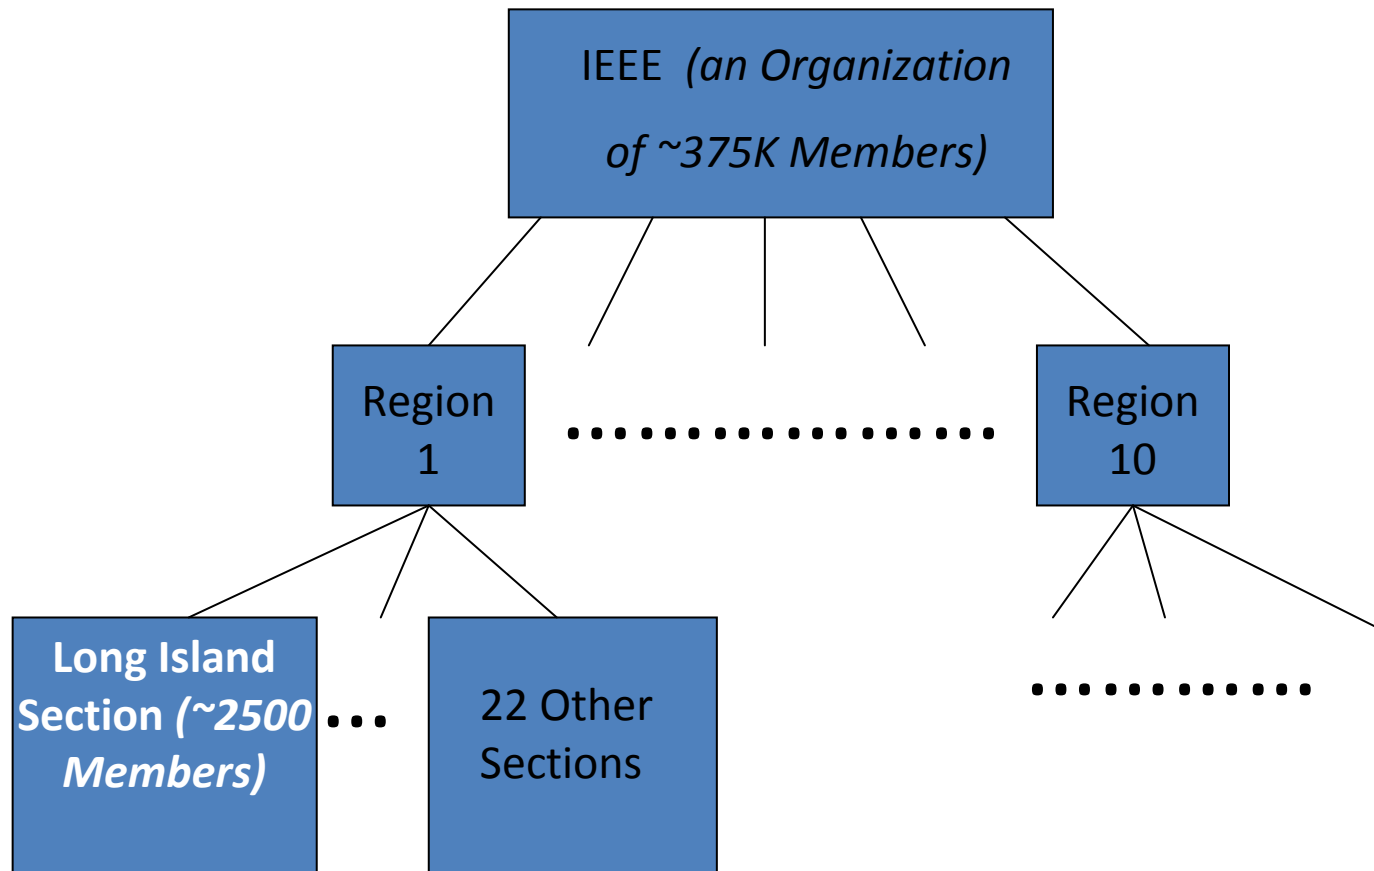 IEEE (an Organization
of ~375K Members)
Region
1
Region
10
Long Island
Section (~2500
Members)
22 Other
Sections